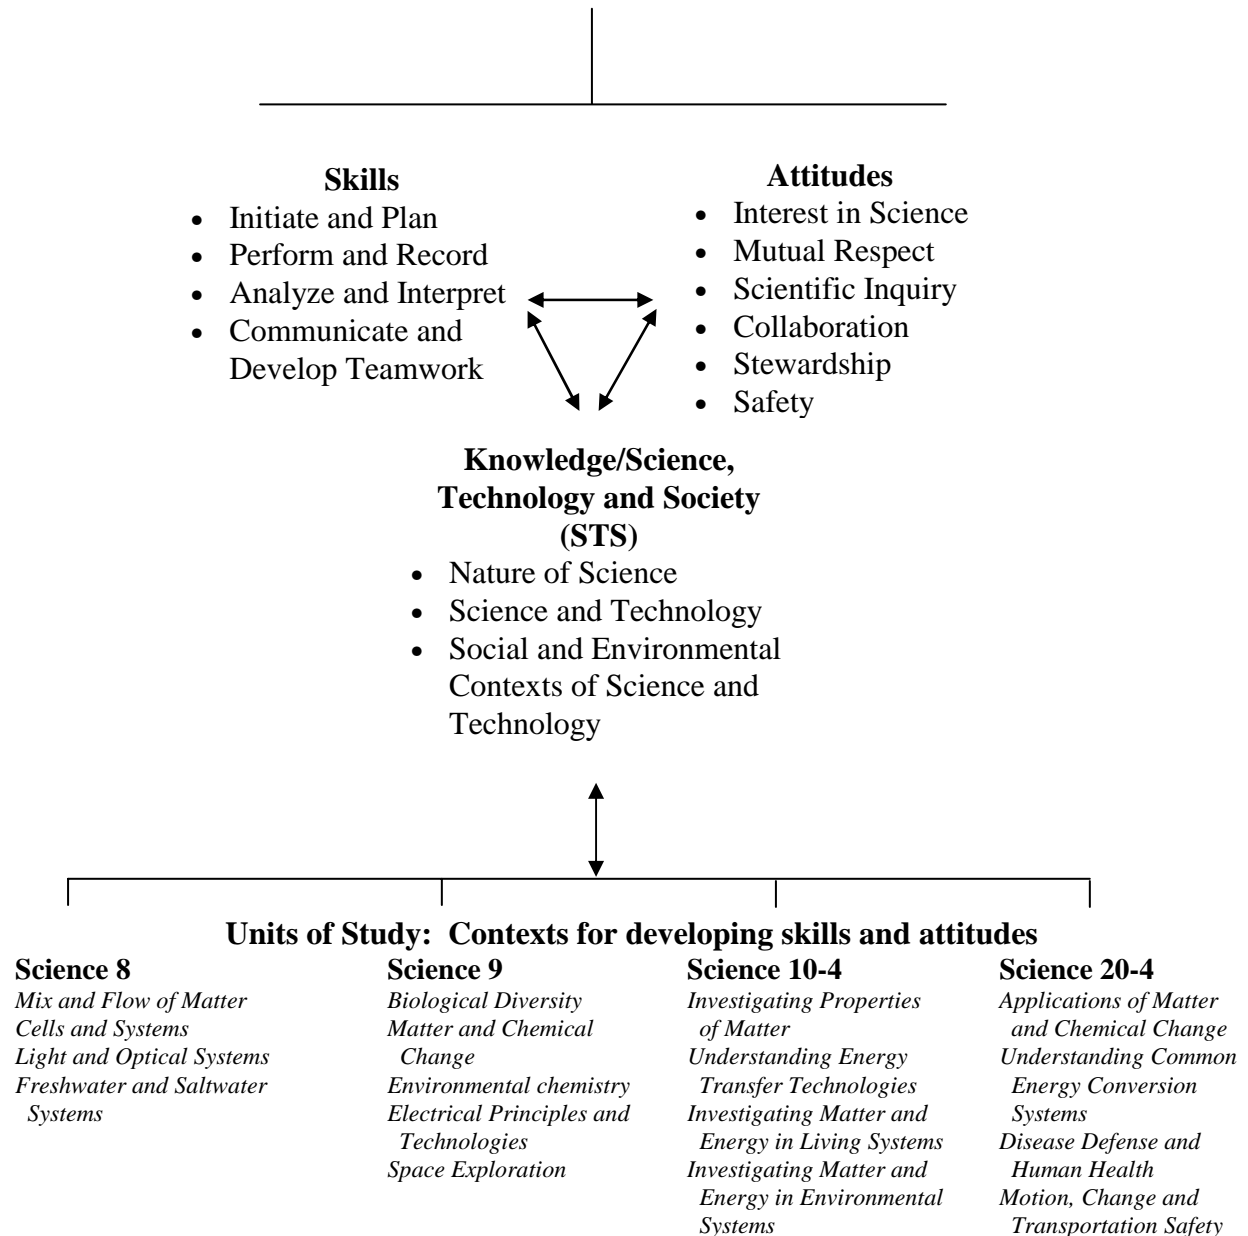 Skills
• Initiate and Plan
• Perform and Record
• Analyze and Interpret
• Communicate and
Develop Teamwork
Attitudes
• Interest in Science
• Mutual Respect
• Scientific Inquiry
• Collaboration
• Stewardship
• Safety
Knowledge/Science,
Technology and Society
(STS)
• Nature of Science
• Science and Technology
• Social and Environmental
Contexts of Science and
Technology
Units of Study: Contexts for developing skills and attitudes
Science 8
Mix and Flow of Matter
Cells and Systems
Light and Optical Systems
Freshwater and Saltwater
Systems
Science 9
Biological Diversity
Matter and Chemical
Change
Environmental chemistry
Electrical Principles and
Technologies
Space Exploration
Science 10-4
Investigating Properties
of Matter
Understanding Energy
Transfer Technologies
Investigating Matter and
Energy in Living Systems
Investigating Matter and
Energy in Environmental
Systems
Science 20-4
Applications of Matter
and Chemical Change
Understanding Common
Energy Conversion
Systems
Disease Defense and
Human Health
Motion, Change and
Transportation Safety